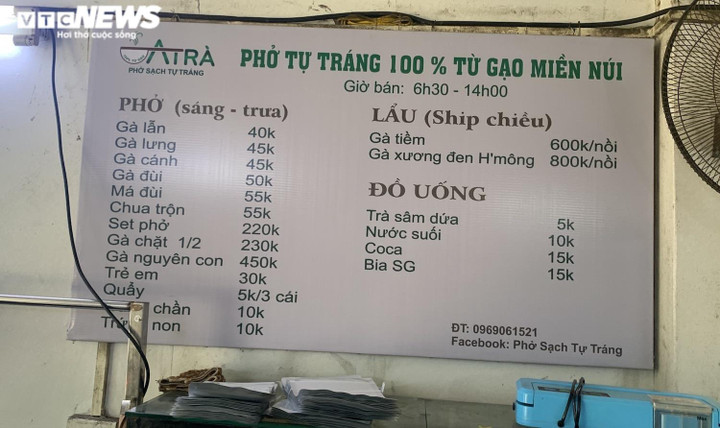 VTC NEWS
Hơi thở cuộc sống
ATRÀ
PHỞ SẠCH TỰ TRÁNG
PHỞ TỰ TRÁNG 100 % TỪ GẠO MIỀN NÚI
Giờ bán: 6h30 - 14h00
PHỞ (sáng - trưa)
Gà lẫn 40k
Gà lưng 45k
Gà cánh 45k
Gà đùi 50k
Má đùi 55k
Chua trộn 55k
Set phở 220k
Gà chặt 1/2 230k
Gà nguyên con 450k
Trẻ em 30k
Quẩy 5k/3 cái
chần 10k
non 10k
LẨU (Ship chiều)
Gà tiềm 600k/nồi
Gà xương đen H'mông 800k/nồi
ĐỒ UỐNG
Trà sâm dứa 5k
Nước suối 10k
Coca 15k
Bia SG 15k
ĐT: 0969061521
Facebook: Phở Sạch Tự Tráng